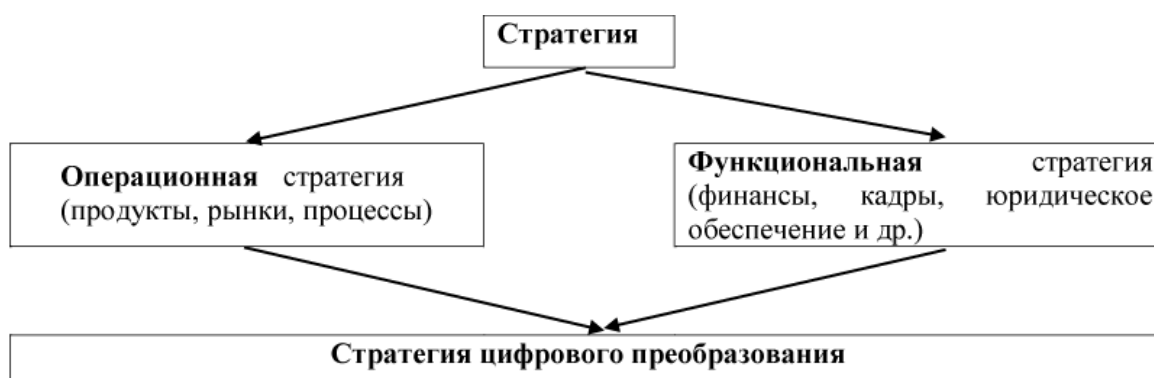 Стратегия
Операционная стратегия
(продукты, рынки, процессы)
Функциональная стратегия
(финансы, кадры, юридическое
обеспечение и др.)
Стратегия цифрового преобразования